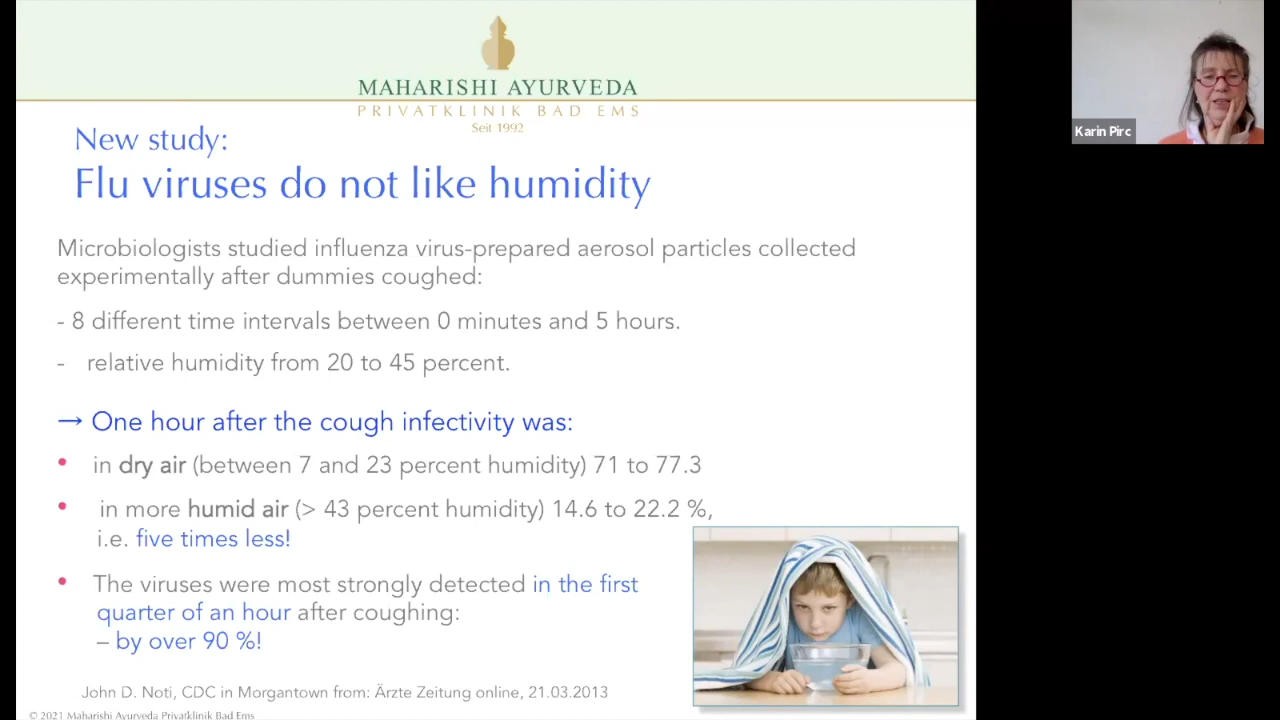 MAHARISHI AYURVEDA
PRIVATKLINIK BAD EMS
Seit 1992
New study:
Flu viruses do not like humidity
Microbiologists studied influenza virus-prepared aerosol particles collected
experimentally after dummies coughed:
- 8 different time intervals between 0 minutes and 5 hours.
- relative humidity from 20 to 45 percent.
→ One hour after the cough infectivity was:
• in dry air (between 7 and 23 percent humidity) 71 to 77.3
• in more humid air (> 43 percent humidity) 14.6 to 22.2 %,
i.e. five times less!
• The viruses were most strongly detected in the first
quarter of an hour after coughing:
– by over 90 %!
John D. Noti, CDC in Morgantown from: Ärzte Zeitung online, 21.03.2013
© 2021 Maharishi Ayurveda Privatklinik Bad Ems
Karin Pirc